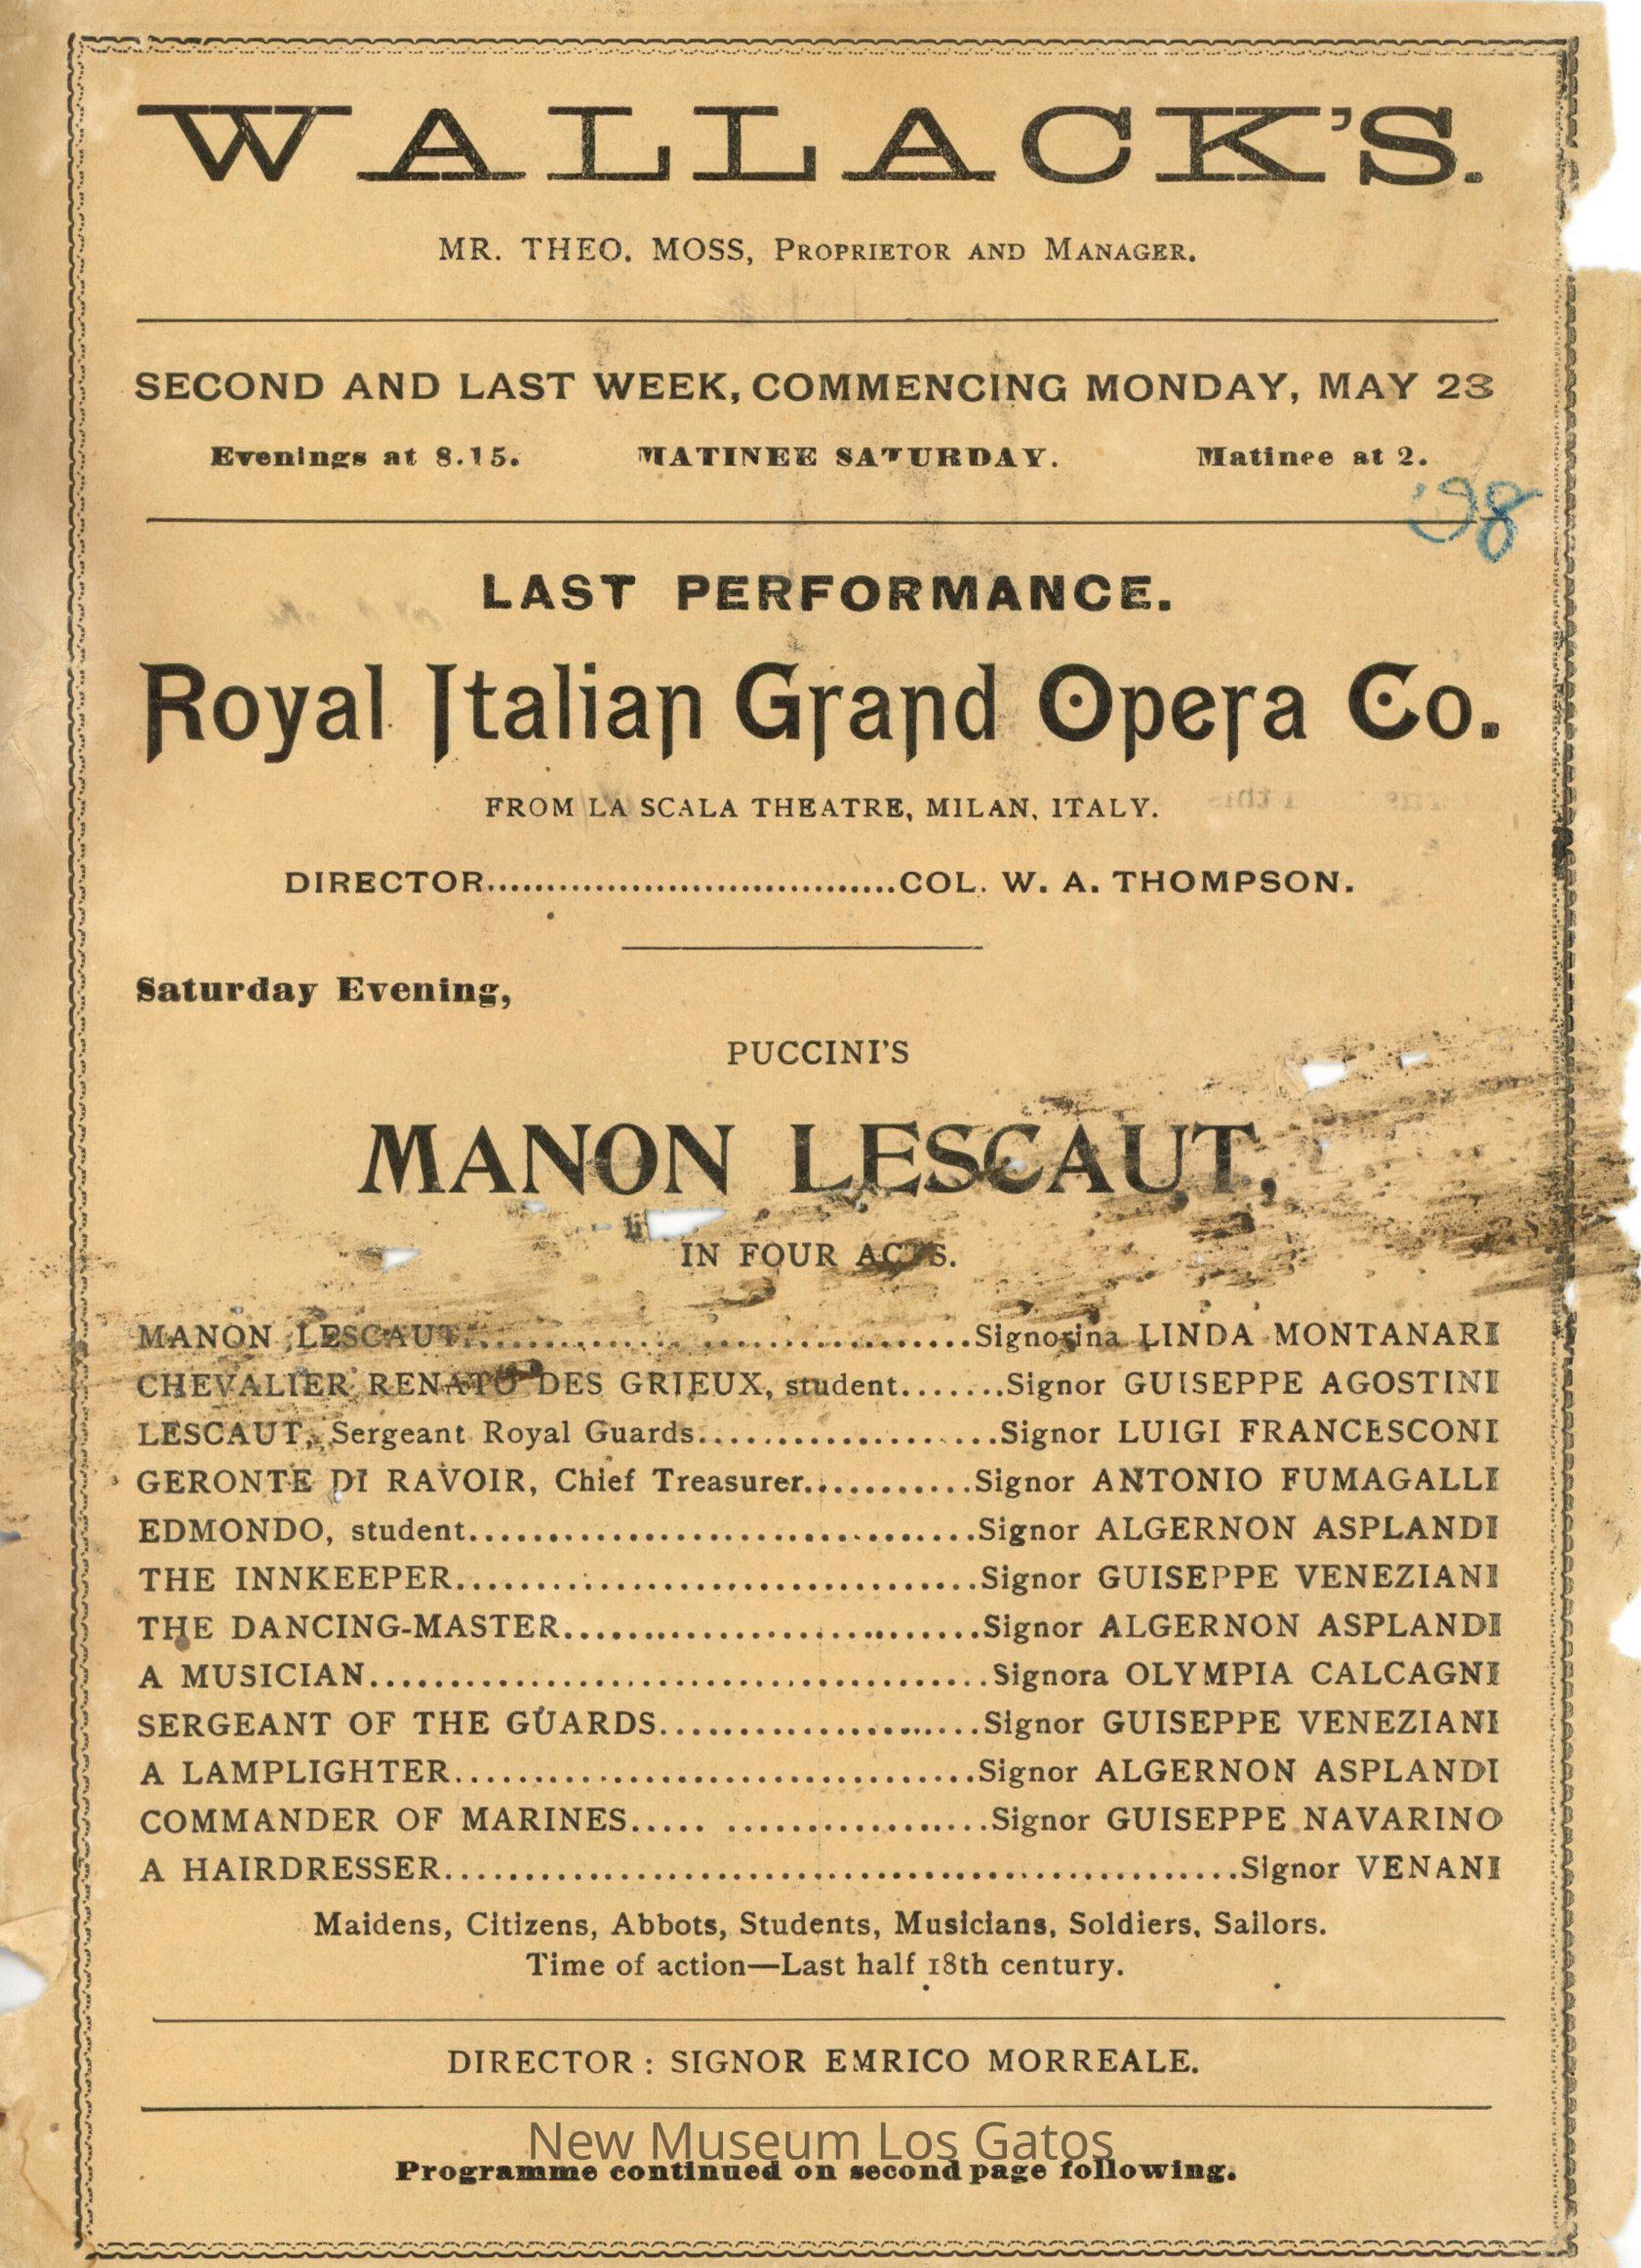 WALLACK'S.
MR. THEO. MOSS, PROPRIETOR AND MANAGER.
SECOND AND LAST WEEK, COMMENCING MONDAY, MAY 23
Evenings at 8.15. MATINEE SATURDAY. Matinee at 2.
'98
LAST PERFORMANCE.
Royal Italian Grand Opera Co.
FROM LA SCALA THEATRE, MILAN, ITALY.
DIRECTOR..................................COL. W. A. THOMPSON.
Saturday Evening,
PUCCINI'S
MANON LESCAUT,
IN FOUR ACTS.
MANON LESCAUT................................Signorina LINDA MONTANARI
CHEVALIER RENATO DES GRIEUX, student.......Signor GUISEPPE AGOSTINI
LESCAUT, Sergeant Royal Guards...................Signor LUIGI FRANCESCONI
GERONTE DI RAVOIR, Chief Treasurer...........Signor ANTONIO FUMAGALLI
EDMONDO, student................................Signor ALGERNON ASPLANDI
THE INNKEEPER.................................Signor GUISEPPE VENEZIANI
THE DANCING-MASTER..........................Signor ALGERNON ASPLANDI
A MUSICIAN.......................................Signora OLYMPIA CALCAGNI
SERGEANT OF THE GUARDS....................Signor GUISEPPE VENEZIANI
A LAMPLIGHTER.................................Signor ALGERNON ASPLANDI
COMMANDER OF MARINES..... .................Signor GUISEPPE NAVARINO
A HAIRDRESSER..................................................Signor VENANI
Maidens, Citizens, Abbots, Students, Musicians, Soldiers, Sailors.
Time of action—Last half 18th century.
DIRECTOR: SIGNOR EMRICO MORREALE.
New Museum Los Gatos
Programme continued on second page following.